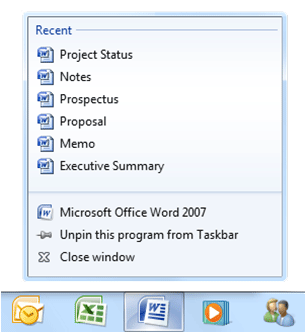 Recent
Project Status
Notes
Prospectus
Proposal
Memo
Executive Summary
Microsoft Office Word 2007
Unpin this program from Taskbar
Close window